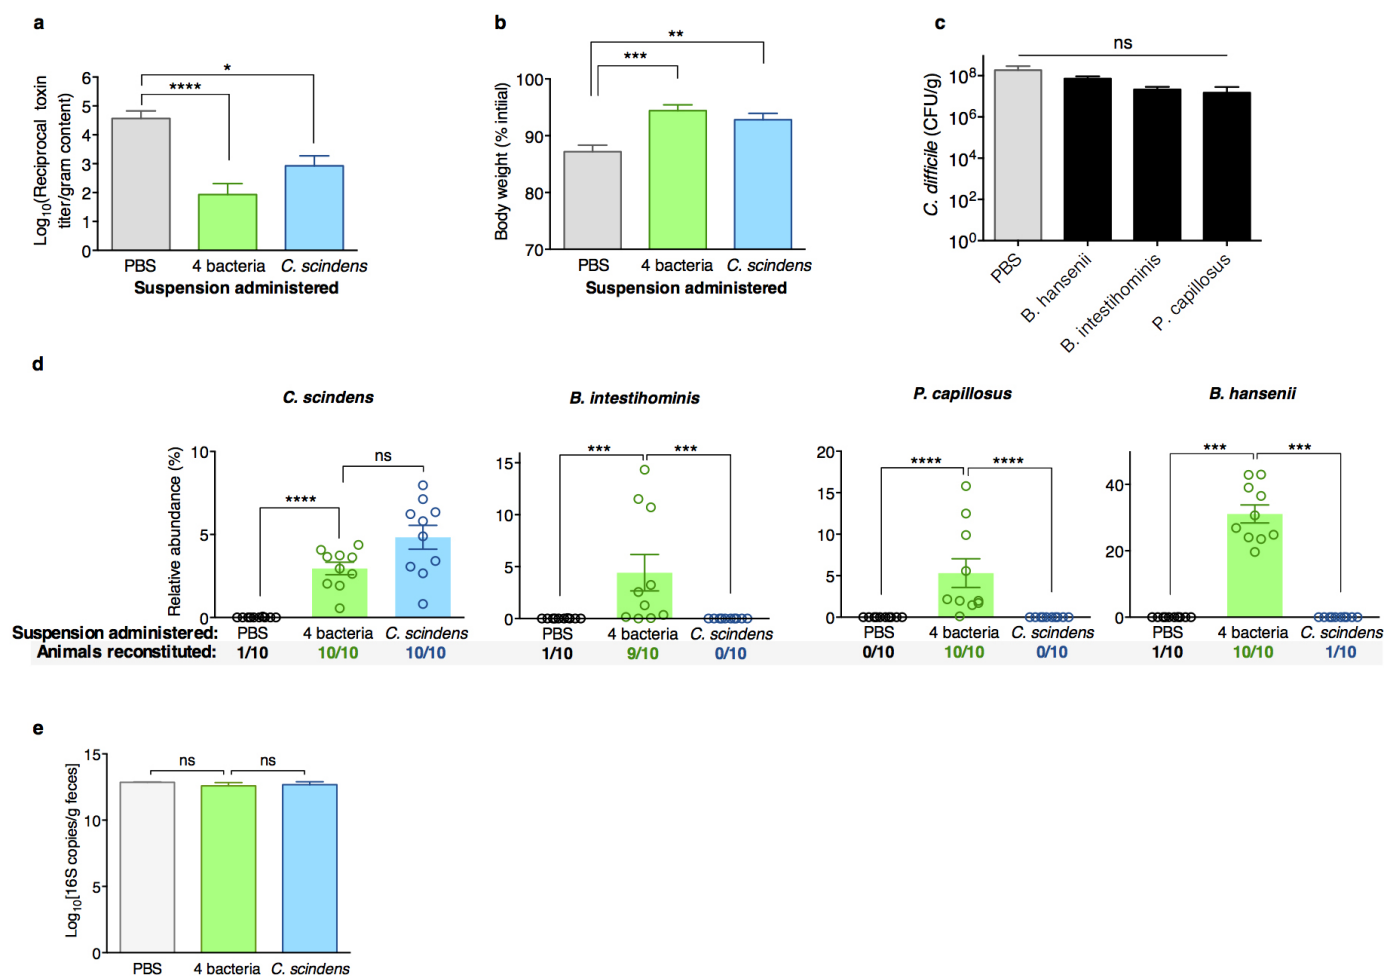 a
Log10(Reciprocal toxin
titer/gram content)
6
5
4
3
2
1
0
*
****
PBS
4 bacteria
C. scindens
Suspension administered
b
Body weight (% intiial)
100
90
80
70
**
***
PBS
4 bacteria
C. scindens
Suspension administered
c
C. difficile (CFU/g)
10^8
10^6
10^4
10^2
10^0
ns
PBS
B. hansenii
B. intestihominis
P. capillosus
d
C. scindens
Relative abundance (%)
10
5
0
****
ns
B. intestihominis
15
10
5
0
***
***
P. capillosus
20
15
10
5
0
****
****
B. hansenii
40
20
0
***
***
Suspension administered: PBS 4 bacteria C. scindens PBS 4 bacteria C. scindens PBS 4 bacteria C. scindens PBS 4 bacteria C. scindens
Animals reconstituted: 1/10 10/10 10/10 1/10 9/10 0/10 0/10 10/10 0/10 1/10 10/10 1/10
e
Log10[16S copies/g feces]
15
10
5
0
ns
ns
PBS
4 bacteria
C. scindens